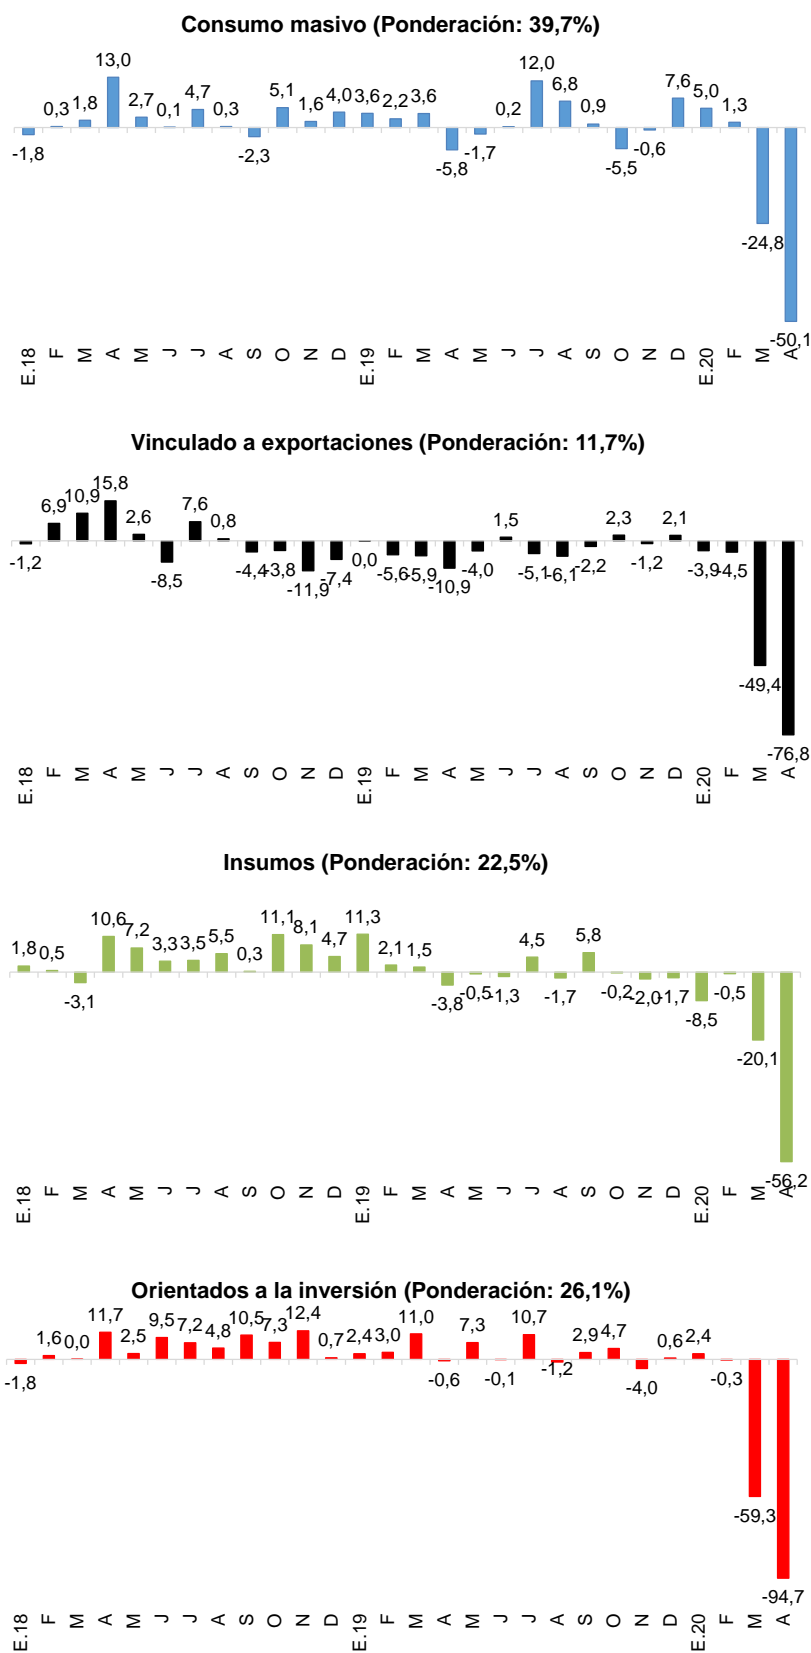 Consumo masivo (Ponderación: 39,7%)
-1,8 0,3 1,8 13,0 2,7 0,1 4,7 0,3 -2,3 5,1 1,6 4,0 3,6 2,2 3,6 -5,8 -1,7 0,2 12,0 6,8 0,9 -5,5 -0,6 7,6 5,0 1,3 -24,8 -50,1
E.18 F M A M J J A S O N D E.19 F M A M J J A S O N D E.20 F M A
Vinculado a exportaciones (Ponderación: 11,7%)
-1,2 6,9 10,9 15,8 2,6 -8,5 7,6 0,8 -4,4 -3,8 -11,9 -7,4 0,0 -5,6 -5,9 -10,9 -4,0 1,5 -5,1 -6,1 -2,2 2,3 -1,2 2,1 -3,9 -4,5 -49,4 -76,8
E.18 F M A M J J A S O N D E.19 F M A M J J A S O N D E.20 F M A
Insumos (Ponderación: 22,5%)
1,8 0,5 -3,1 10,6 7,2 3,3 3,5 5,5 0,3 11,1 8,1 4,7 11,3 2,1 1,5 -3,8 -0,5 -1,3 4,5 -1,7 5,8 -0,2 -2,0 -1,7 -8,5 -0,5 -20,1 -56,2
E.18 F M A M J J A S O N D E.19 F M A M J J A S O N D E.20 F M A
Orientados a la inversión (Ponderación: 26,1%)
-1,8 1,6 0,0 11,7 2,5 9,5 7,2 4,8 10,5 7,3 12,4 0,7 2,4 3,0 11,0 -0,6 7,3 -0,1 10,7 -1,2 2,9 4,7 -4,0 0,6 2,4 -0,3 -59,3 -94,7
E.18 F M A M J J A S O N D E.19 F M A M J J A S O N D E.20 F M A